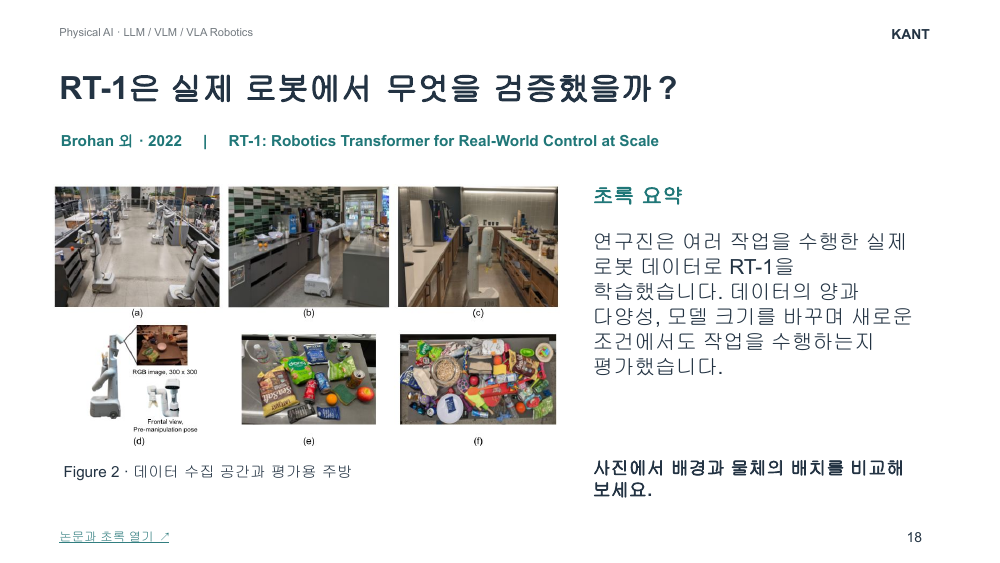 Physical AI · LLM / VLM / VLA Robotics
KANT
RT-1은 실제 로봇에서 무엇을 검증했을까?
Brohan 외 · 2022 | RT-1: Robotics Transformer for Real-World Control at Scale
(a)
(b)
(c)
RGB image, 300 x 300
Frontal view,
Pre-manipulation pose
(d)
(e)
(f)
Figure 2 · 데이터 수집 공간과 평가용 주방
초록 요약
연구진은 여러 작업을 수행한 실제
로봇 데이터로 RT-1을
학습했습니다. 데이터의 양과
다양성, 모델 크기를 바꾸며 새로운
조건에서도 작업을 수행하는지
평가했습니다.
사진에서 배경과 물체의 배치를 비교해
보세요.
논문과 초록 열기 ↗
18